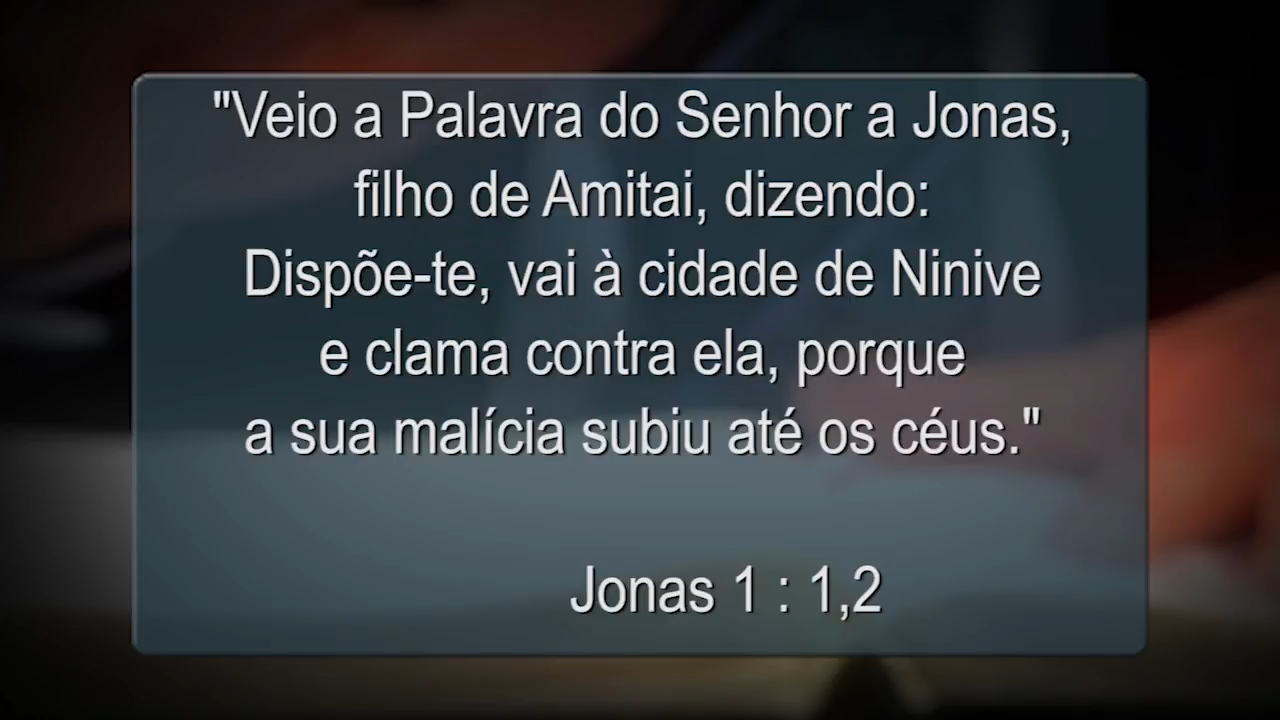 "Veio a Palavra do Senhor a Jonas,
filho de Amitai, dizendo:
Dispõe-te, vai à cidade de Ninive
e clama contra ela, porque
a sua malícia subiu até os céus."
Jonas 1 : 1,2